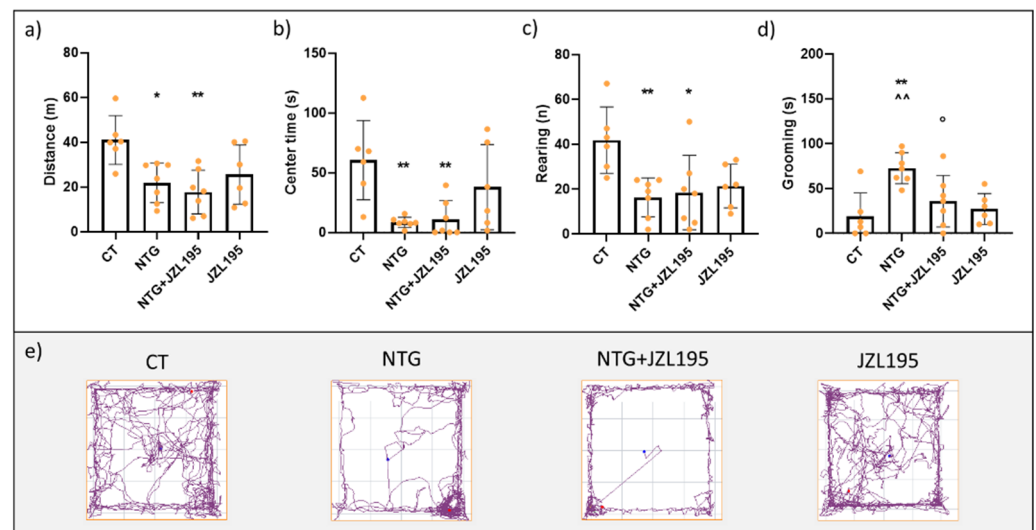 a)
Distance (m)
80
60
40
20
0
*
**
CT
NTG
NTG+JZL195
JZL195
b)
Center time (s)
150
100
50
0
**
**
CT
NTG
NTG+JZL195
JZL195
c)
Rearing (n)
80
60
40
20
0
**
*
CT
NTG
NTG+JZL195
JZL195
d)
Grooming (s)
200
150
100
50
0
**
^^
°
CT
NTG
NTG+JZL195
JZL195
e)
CT
NTG
NTG+JZL195
JZL195